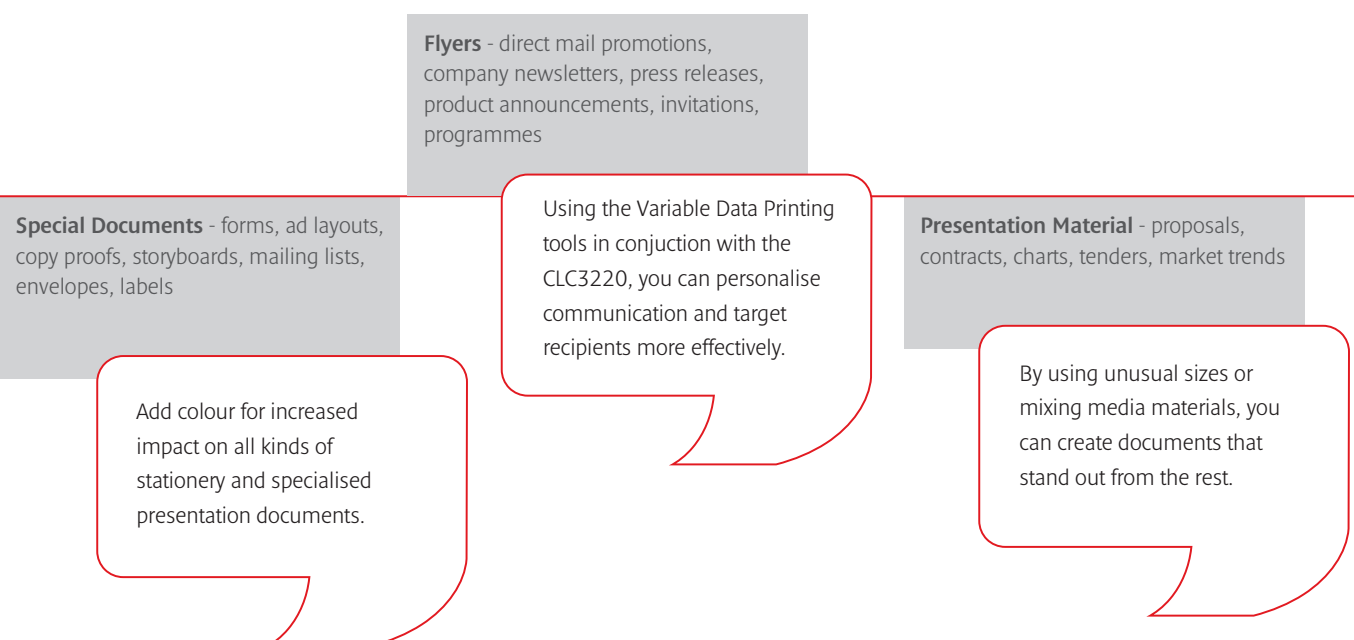 Flyers - direct mail promotions,
company newsletters, press releases,
product announcements, invitations,
programmes
Special Documents - forms, ad layouts,
copy proofs, storyboards, mailing lists,
envelopes, labels
Using the Variable Data Printing
tools in conjuction with the
CLC3220, you can personalise
communication and target
recipients more effectively.
Presentation Material - proposals,
contracts, charts, tenders, market trends
Add colour for increased
impact on all kinds of
stationery and specialised
presentation documents.
By using unusual sizes or
mixing media materials, you
can create documents that
stand out from the rest.